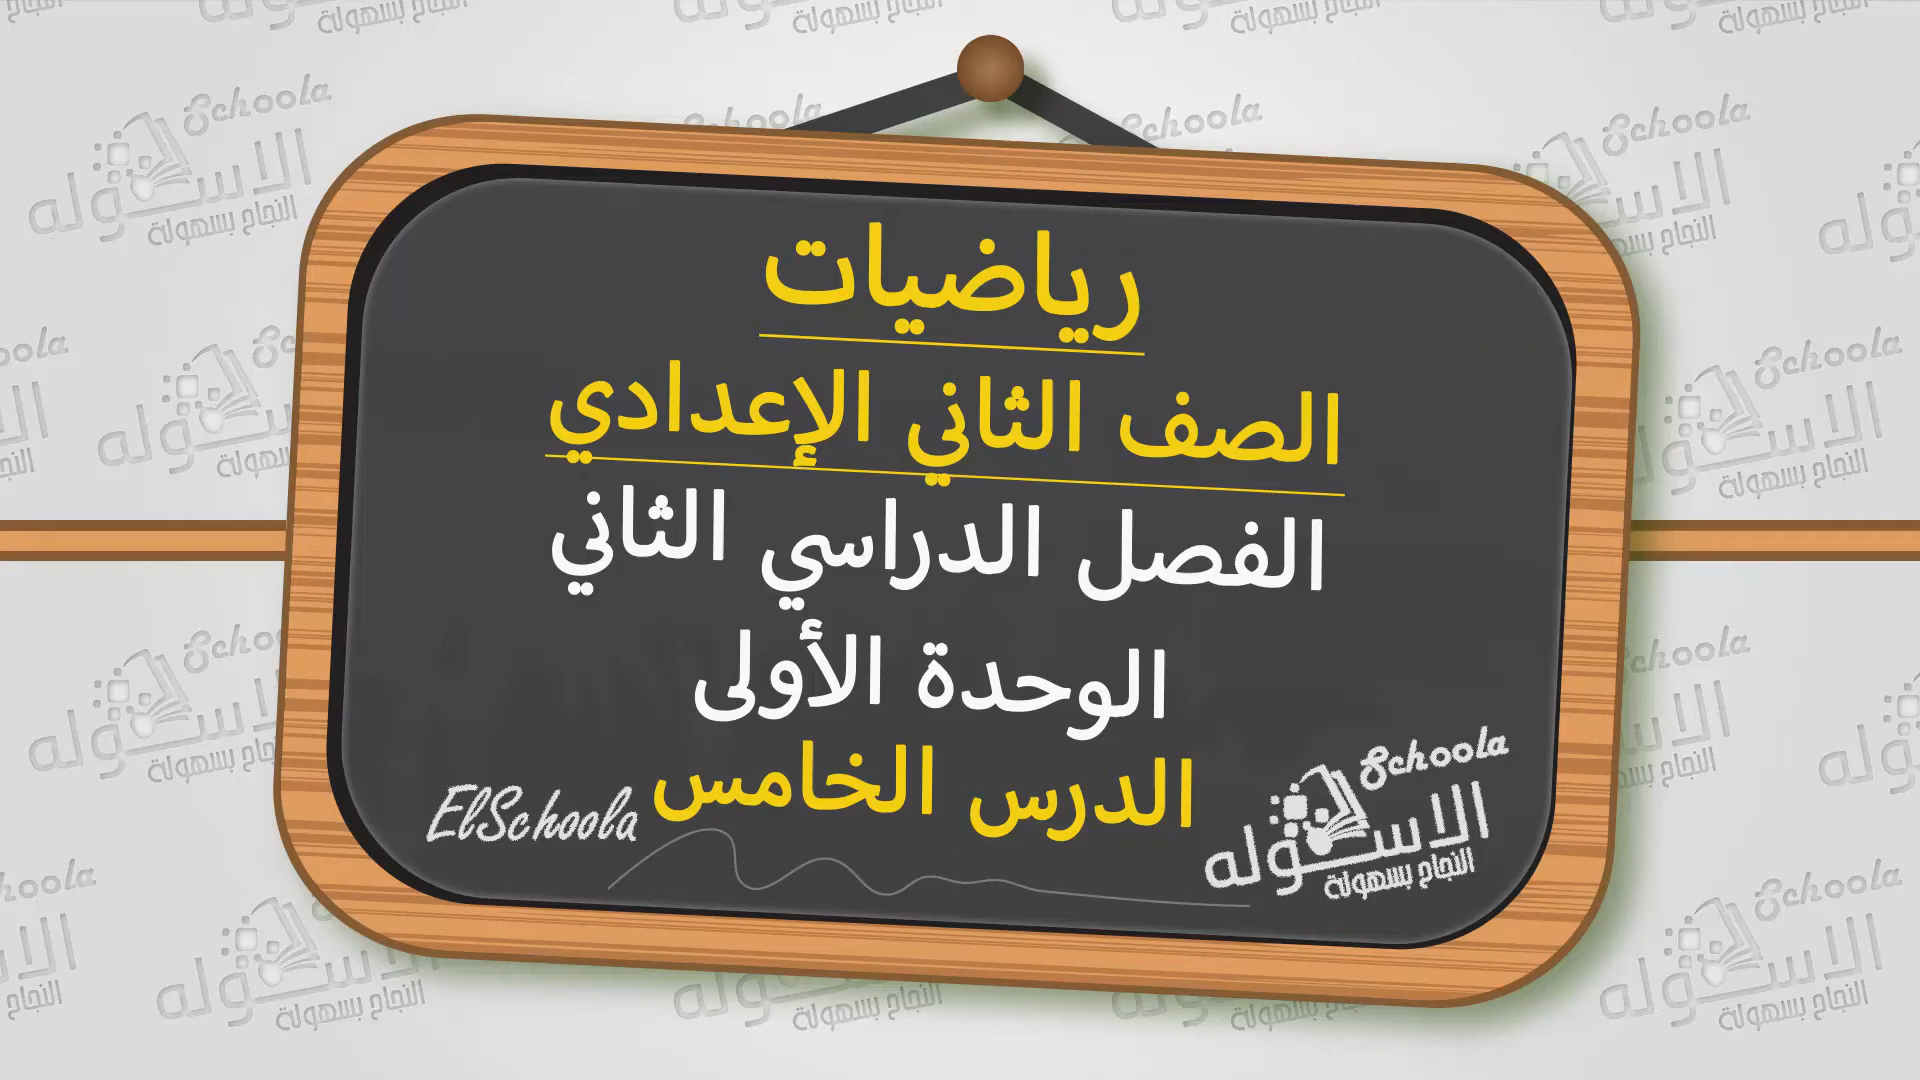 رياضيات
الصف الثاني الإعدادي
الفصل الدراسي الثاني
الوحدة الأولى
الدرس الخامس
ElSchoola
Schoola
الاسكوله
النجاح بسهولة